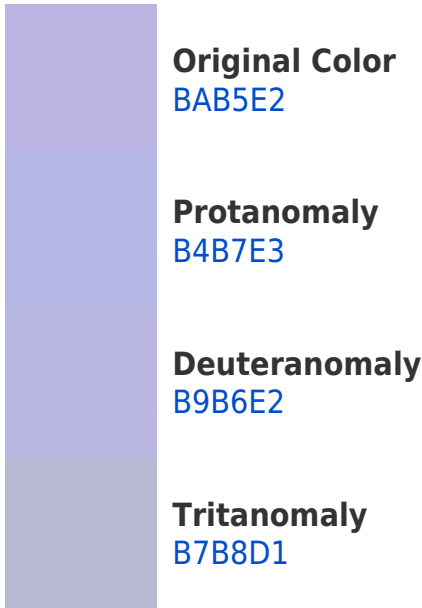 Original Color
BAB5E2
Protanomaly
B4B7E3
Deuteranomaly
B9B6E2
Tritanomaly
B7B8D1